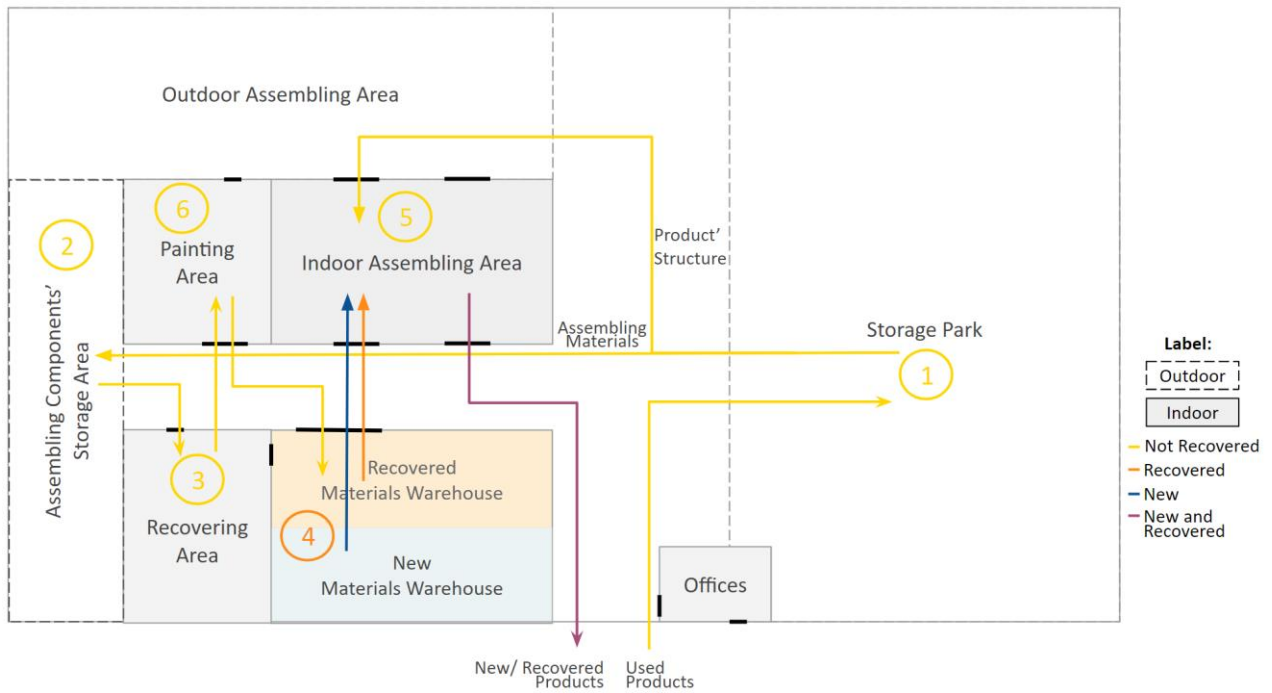 Outdoor Assembling Area
6
Painting
Area
5
Indoor Assembling Area
2
Assembling Components'
Storage Area
Product'
Structure
Assembling
Materials
Storage Park
1
3
Recovering
Area
Recovered
Materials Warehouse
4
New
Materials Warehouse
Offices
New/ Recovered
Products
Used
Products
Label:
Outdoor
Indoor
Not Recovered
Recovered
New
New and
Recovered